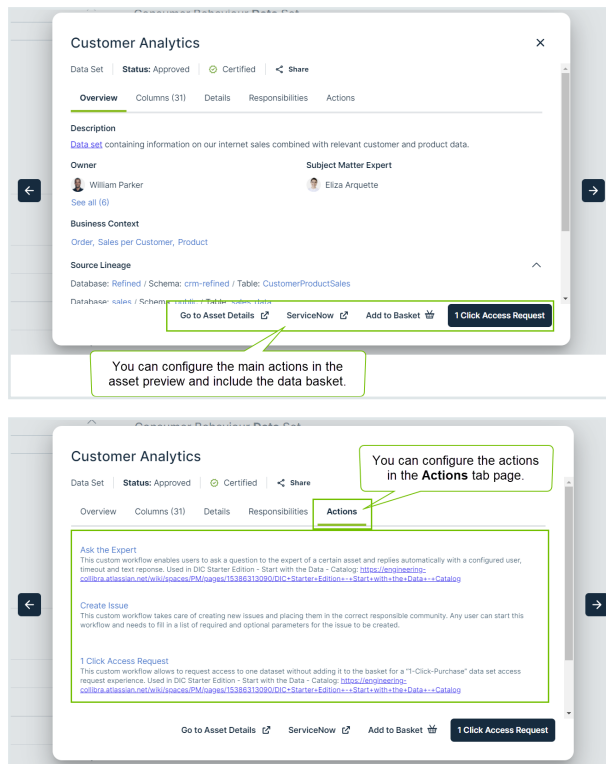 Consumer Behaviour Data Set
Customer Analytics
Data Set Status: Approved Certified Share
Overview Columns (31) Details Responsibilities Actions
Description
Data set containing information on our internet sales combined with relevant customer and product data.
Owner Subject Matter Expert
William Parker Eliza Arquette
See all (6)
Business Context
Order, Sales per Customer, Product
Source Lineage
Database: Refined / Schema: crm-refined / Table: CustomerProductSales
Database: sales / Schema: public / Table: sales data
Go to Asset Details ServiceNow Add to Basket 1 Click Access Request
You can configure the main actions in the
asset preview and include the data basket.
Consumer Behaviour Data Set
Customer Analytics
You can configure the actions
in the Actions tab page.
Data Set Status: Approved Certified Share
Overview Columns (31) Details Responsibilities Actions
Ask the Expert
This custom workflow enables users to ask a question to the expert of a certain asset and replies automatically with a configured user,
timeout and text reponse. Used in DIC Starter Edition - Start with the Data - Catalog: https://engineering-
collibra.atlassian.net/wiki/spaces/PM/pages/15386313090/DIC+Starter+Edition+-+Start+with+the+Data+-+Catalog
Create Issue
This custom workflow takes care of creating new issues and placing them in the correct responsible community. Any user can start this
workflow and needs to fill in a list of required and optional parameters for the issue to be created.
1 Click Access Request
This custom workflow allows to request access to one dataset without adding it to the basket for a "1-Click-Purchase" data set access
request experience. Used in DIC Starter Edition - Start with the Data - Catalog: https://engineering-
collibra.atlassian.net/wiki/spaces/PM/pages/15386313090/DIC+Starter+Edition+-+Start+with+the+Data+-+Catalog
Go to Asset Details ServiceNow Add to Basket 1 Click Access Request